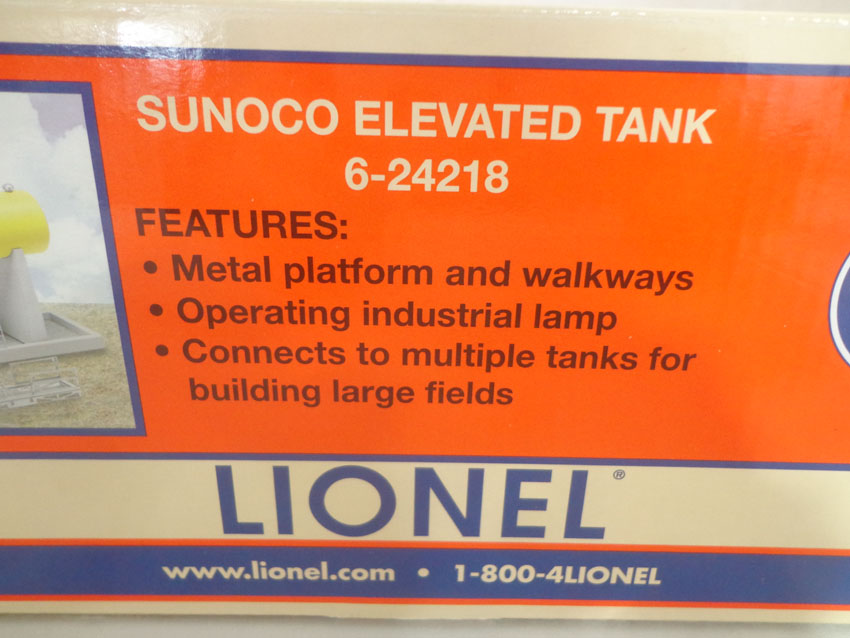 SUNOCO ELEVATED TANK
6-24218
FEATURES:
• Metal platform and walkways
• Operating industrial lamp
• Connects to multiple tanks for
building large fields
LIONEL®
www.lionel.com • 1-800-4LIONEL